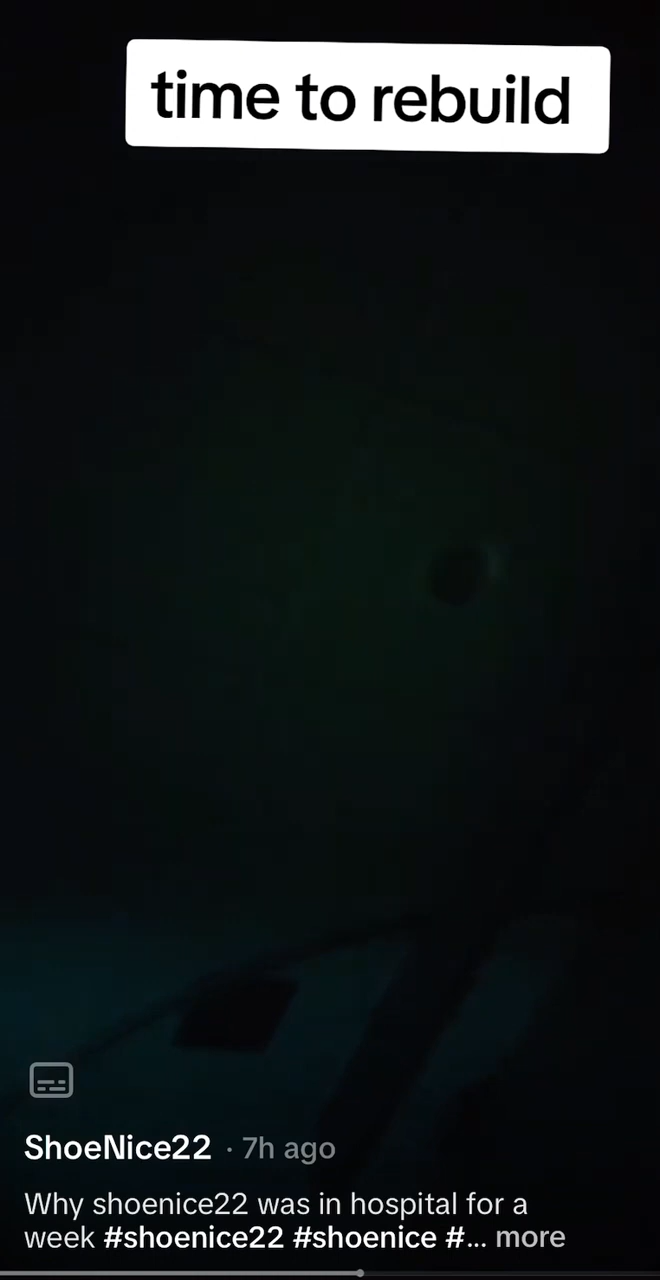 time to rebuild
ShoeNice22 · 7h ago
Why shoenice22 was in hospital for a
week #shoenice22 #shoenice #... more